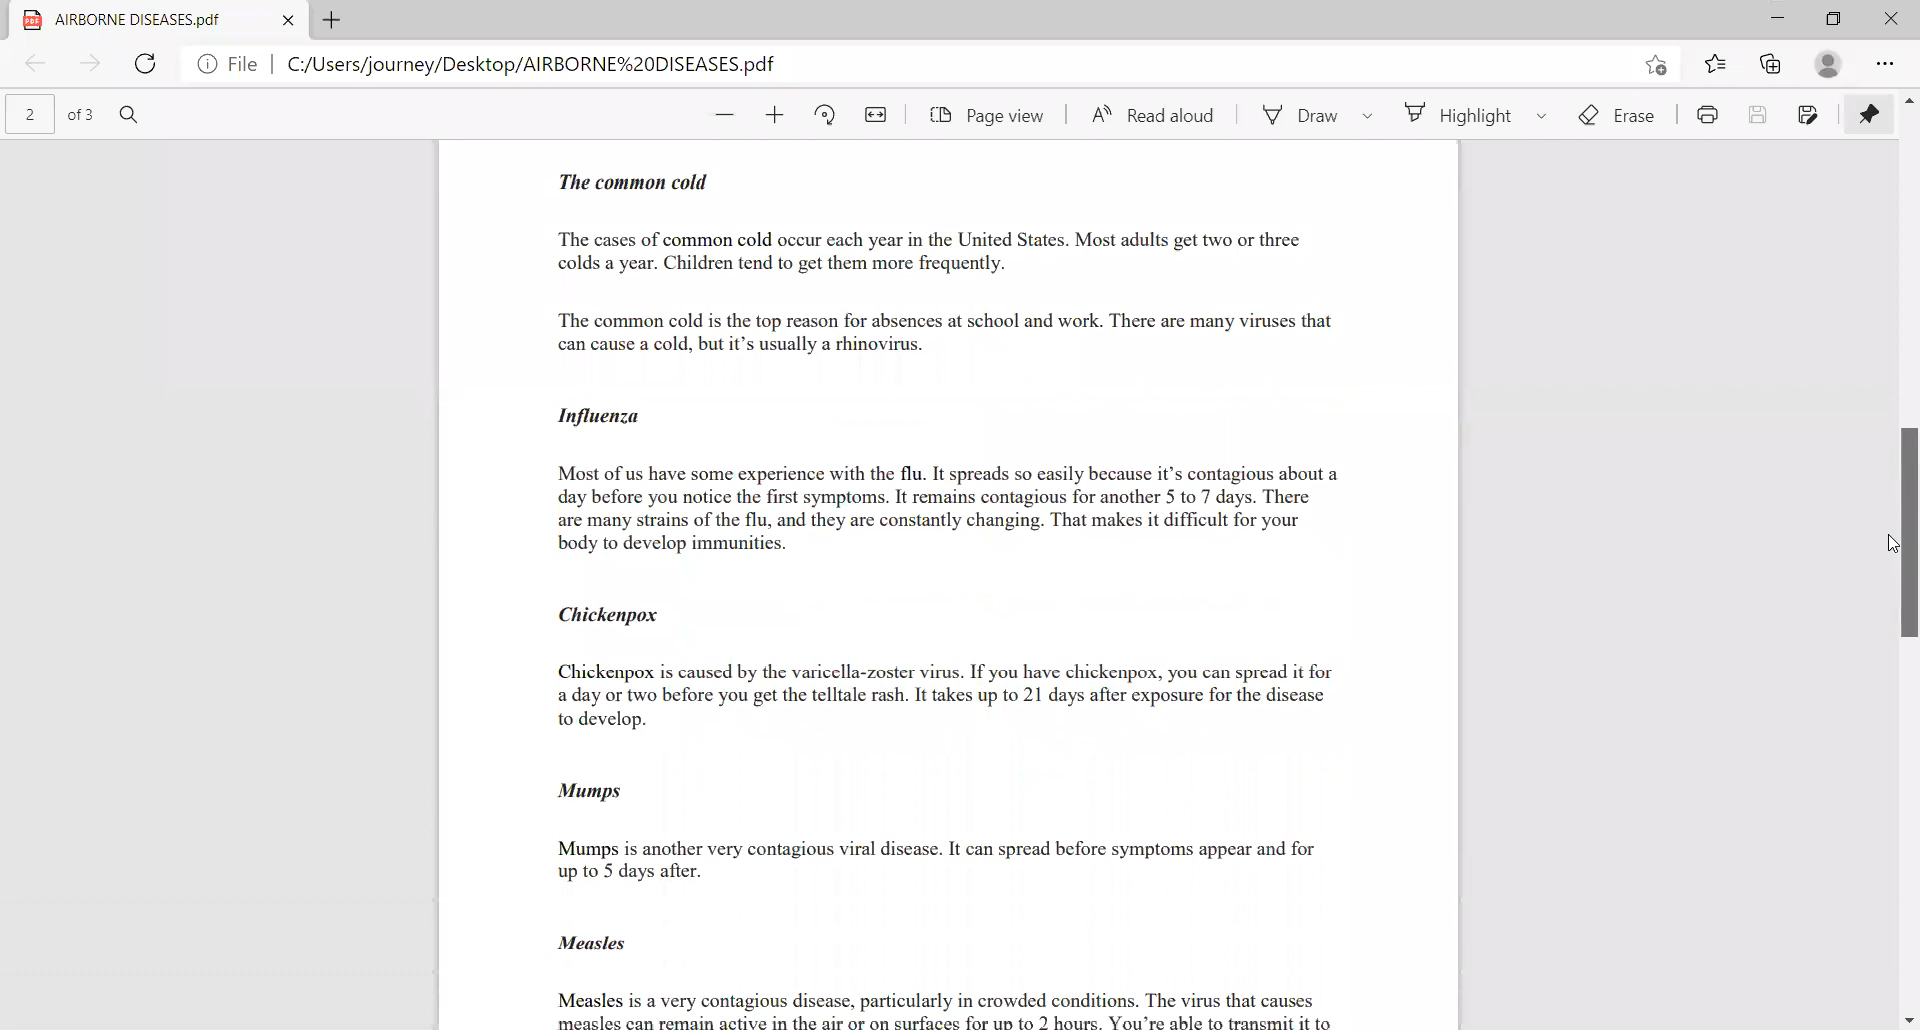 AIRBORNE DISEASES.pdf
File | C:/Users/journey/Desktop/AIRBORNE%20DISEASES.pdf
2 of 3 Page view Read aloud Draw Highlight Erase
The common cold
The cases of common cold occur each year in the United States. Most adults get two or three
colds a year. Children tend to get them more frequently.
The common cold is the top reason for absences at school and work. There are many viruses that
can cause a cold, but it’s usually a rhinovirus.
Influenza
Most of us have some experience with the flu. It spreads so easily because it’s contagious about a
day before you notice the first symptoms. It remains contagious for another 5 to 7 days. There
are many strains of the flu, and they are constantly changing. That makes it difficult for your
body to develop immunities.
Chickenpox
Chickenpox is caused by the varicella-zoster virus. If you have chickenpox, you can spread it for
a day or two before you get the telltale rash. It takes up to 21 days after exposure for the disease
to develop.
Mumps
Mumps is another very contagious viral disease. It can spread before symptoms appear and for
up to 5 days after.
Measles
Measles is a very contagious disease, particularly in crowded conditions. The virus that causes
measles can remain active in the air or on surfaces for up to 2 hours. You’re able to transmit it to